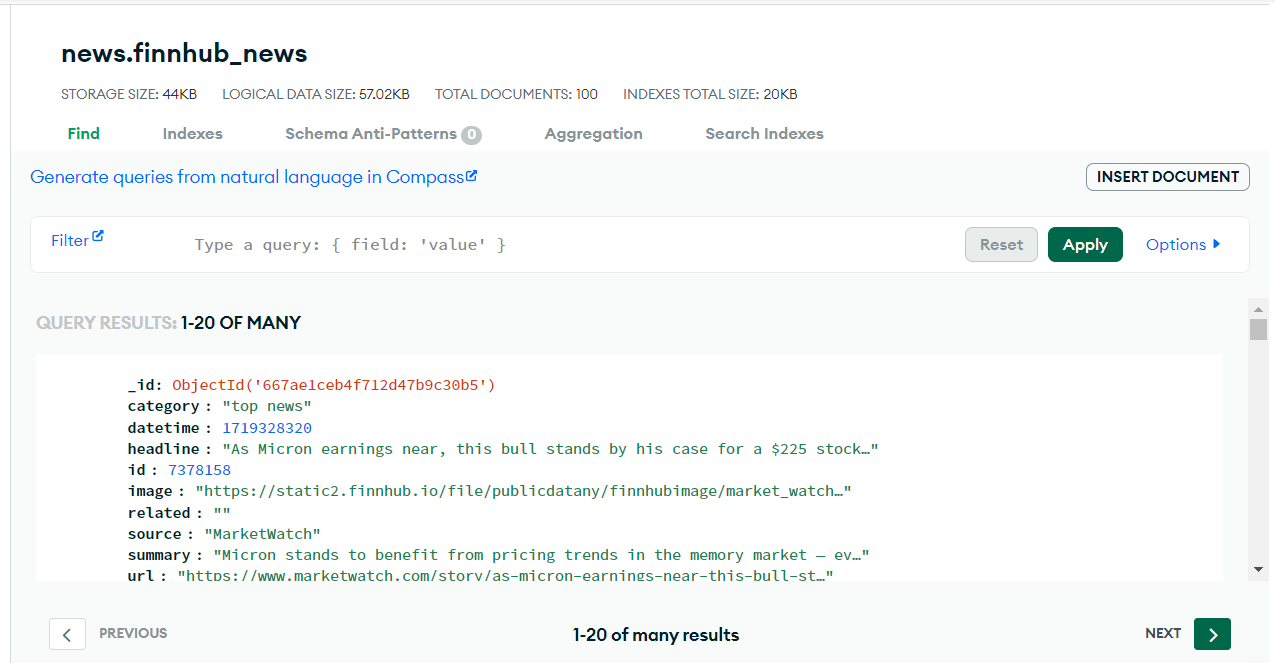 news.finnhub_news
STORAGE SIZE: 44KB LOGICAL DATA SIZE: 57.02KB TOTAL DOCUMENTS: 100 INDEXES TOTAL SIZE: 20KB
Find Indexes Schema Anti-Patterns 0 Aggregation Search Indexes
Generate queries from natural language in Compass
INSERT DOCUMENT
Filter Type a query: { field: 'value' } Reset Apply Options
QUERY RESULTS: 1-20 OF MANY
_id: ObjectId('667ae1ceb4f712d47b9c30b5')
category : "top news"
datetime : 1719328320
headline : "As Micron earnings near, this bull stands by his case for a $225 stock…"
id : 7378158
image : "https://static2.finnhub.io/file/publicdatany/finnhubimage/market_watch…"
related : ""
source : "MarketWatch"
summary : "Micron stands to benefit from pricing trends in the memory market — ev…"
url : "https://www.marketwatch.com/story/as-micron-earnings-near-this-bull-st…"
PREVIOUS 1-20 of many results NEXT